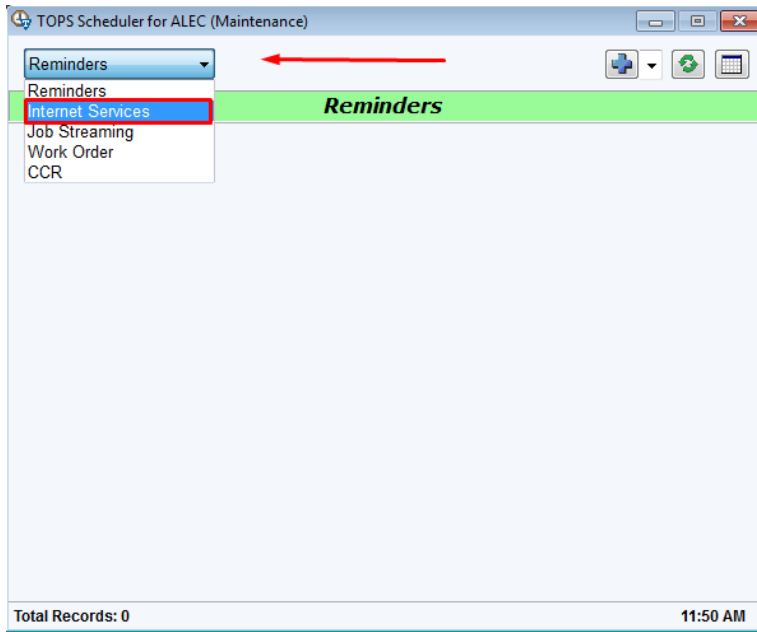 TOPS Scheduler for ALEC (Maintenance)
Reminders
Reminders
Internet Services
Reminders
Job Streaming
Work Order
CCR
Total Records: 0
11:50 AM